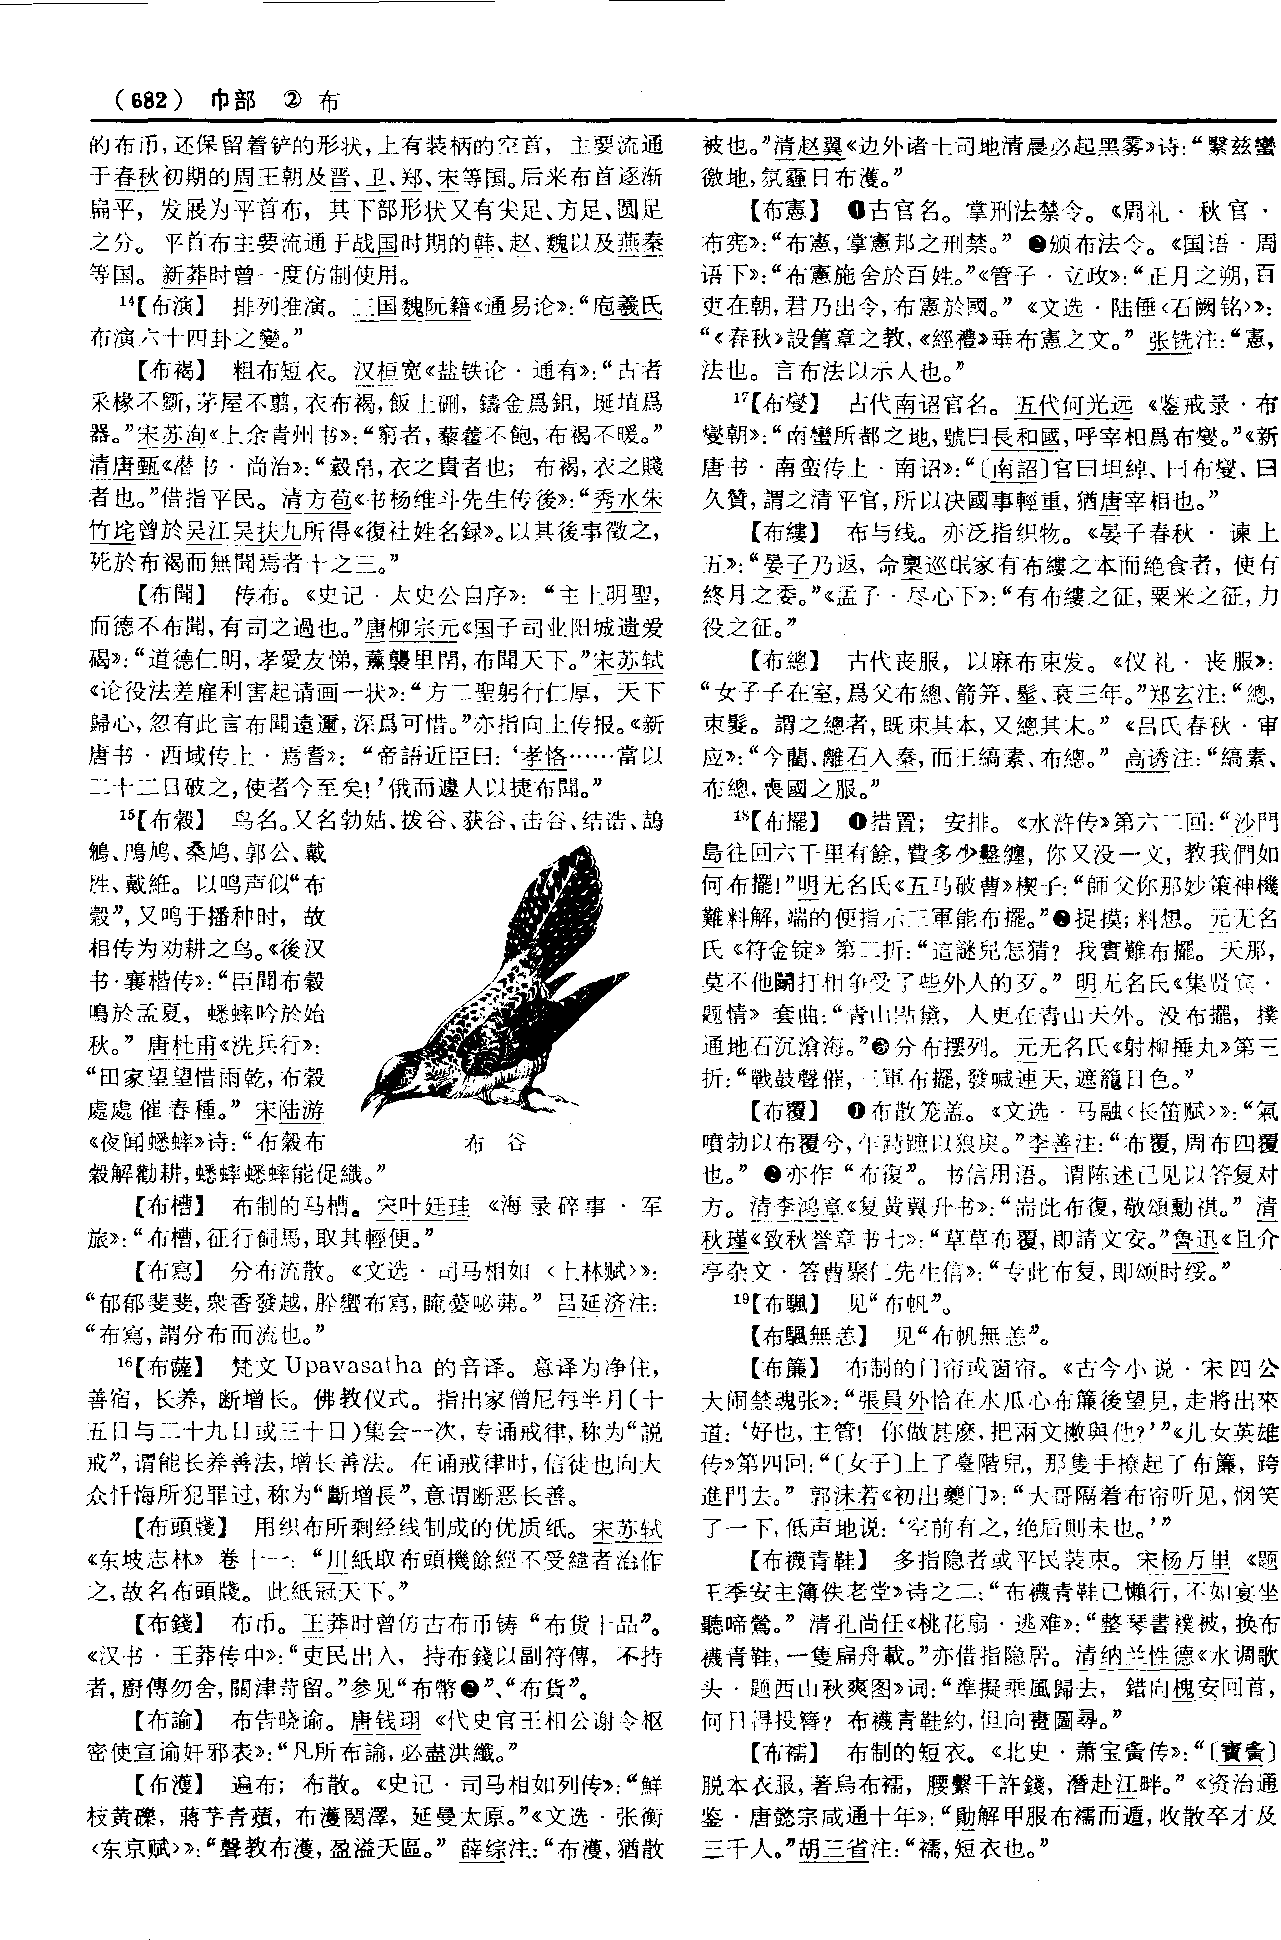 （682） 巾部 ② 布
的布币，还保留着铲的形状，上有装柄的空首， 主要流通
于春秋初期的周王朝及晋、卫、郑、宋等国。后来布首逐渐
扁平， 发展为平首布， 其下部形状又有尖足、方足、圆足
之分。 平首布主要流通于战国时期的韩、赵、魏以及燕秦
等国。 新莽时曾一度仿制使用。
14【布演】 排列推演。 三国魏阮籍《通易论》：“庖羲氏
布演六十四卦之變。”
【布褐】 粗布短衣。 汉桓宽《盐铁论·通有》：“古者
采椽不斲，茅屋不翦，衣布褐，飯土硎， 鑄金爲鉏， 埏埴爲
器。”宋苏洵《上余青州书》：“窮者，藜藿不飽，布褐不暖。”
清唐甄《潜书·尚治》：“縠帛，衣之貴者也； 布褐，衣之賤
者也。”借指平民。 清方苞《书杨维斗先生传後》：“秀水朱
竹垞曾於吴江吴扶九所得《復社姓名録》。以其後事徵之，
死於布褐而無聞焉者十之三。”
【布聞】 传布。《史记·太史公自序》： “主上明聖，
而德不布聞，有司之過也。”唐柳宗元《国子司业阳城遗爱
碣》：“道德仁明，孝愛友悌，薰襲里閈，布聞天下。”宋苏轼
《论役法差雇利害起请画一状》：“方二聖躬行仁厚， 天下
歸心，忽有此言布聞遠邇，深爲可惜。”亦指向上传报。《新
唐书·西域传上·焉耆》： “帝語近臣曰： ‘孝恪……當以
二十二日破之，使者今至矣！’俄而遽人以捷布聞。”
15【布縠】 鸟名。又名勃姑、拨谷、获谷、击谷、结诰、鴣
鵴、鳲鸠、桑鸠、郭公、戴
胜、戴絍。 以鸣声似“布
縠”，又鸣于播种时， 故
相传为劝耕之鸟。《後汉
书·襄楷传》：“臣聞布縠
鳴於孟夏， 蟋蟀吟於始
秋。” 唐杜甫《洗兵行》：
“田家望望惜雨乾，布縠
處處催春種。” 宋陆游
《夜闻蟋蟀》诗：“布縠布
縠解勸耕，蟋蟀蟋蟀能促織。”
布 谷
【布槽】 布制的马槽。 宋叶廷珪 《海录碎事·军
旅》：“布槽，征行飼馬，取其輕便。”
【布寫】 分布流散。《文选·司马相如〈上林赋〉》：
“郁郁斐斐，衆香發越，肸蠁布寫，晻薆咇茀。” 吕延济注：
“布寫，謂分布而流也。”
16【布薩】 梵文 Upavasatha 的音译。 意译为净住，
善宿， 长养， 断增长。 佛教仪式。 指出家僧尼每半月（十
五日与二十九日或三十日）集会一次，专诵戒律，称为“説
戒”，谓能长养善法，增长善法。 在诵戒律时，信徒也向大
众忏悔所犯罪过，称为“斷增長”，意谓断恶长善。
【布頭牋】 用织布所剩经线制成的优质纸。 宋苏轼
《东坡志林》 卷十一： “川紙取布頭機餘經不受緯者治作
之，故名布頭牋。 此紙冠天下。”
【布錢】 布币。 王莽时曾仿古布币铸 “布货十品”。
《汉书·王莽传中》：“吏民出入， 持布錢以副符傳， 不持
者，廚傳勿舍，關津苛留。”参见“布幣❷”、“布貨”。
【布諭】 布告晓谕。 唐钱珝 《代史官王相公谢令枢
密使宣谕奸邪表》：“凡所布諭，必盡洪纖。”
【布濩】 遍布； 布散。《史记·司马相如列传》：“鮮
枝黄礫， 蔣芧青薠， 布濩閎澤， 延曼太原。”《文选·张衡
〈东京赋〉》：“聲教布濩，盈溢天區。” 薛综注：“布濩，猶散
被也。”清赵翼《边外诸土司地清晨必起黑雾》诗：“繄兹蠻
徼地，氛霾日布濩。”
【布憲】 ❶古官名。 掌刑法禁令。《周礼·秋官·
布宪》：“布憲，掌憲邦之刑禁。” ❷颁布法令。《国语·周
语下》：“布憲施舍於百姓。”《管子·立政》：“正月之朔，百
吏在朝，君乃出令，布憲於國。” 《文选·陆倕〈石阙铭〉》：
“《春秋》設舊章之教，《經禮》垂布憲之文。” 张铣注：“憲，
法也。 言布法以示人也。”
17【布燮】 古代南诏官名。 五代何光远 《鉴戒录·布
燮朝》：“南蠻所都之地，號曰長和國，呼宰相爲布燮。”《新
唐书·南蛮传上·南诏》：“〔南詔〕官曰坦綽、曰布燮、曰
久贊，謂之清平官，所以决國事輕重，猶唐宰相也。”
【布縷】 布与线。 亦泛指织物。《晏子春秋·谏上
五》：“晏子乃返， 命稟巡氓家有布縷之本而絶食者， 使有
終月之委。”《孟子·尽心下》：“有布縷之征，粟米之征，力
役之征。”
【布總】 古代丧服， 以麻布束发。《仪礼·丧服》：
“女子子在室，爲父布總、箭笄、髽、衰三年。”郑玄注：“總，
束髮。 謂之總者，既束其本，又總其末。” 《吕氏春秋·审
应》：“今藺、離石入秦，而王縞素、布總。” 高诱注：“縞素、
布總，喪國之服。”
18【布擺】 ❶措置； 安排。《水浒传》第六二回：“沙門
島往回六千里有餘，費多少盤纏， 你又没一文， 教我們如
何布擺！”明无名氏《五马破曹》楔子：“師父你那妙策神機
難料解，端的便指示三軍能布擺。”❷捉摸；料想。 元无名
氏《符金锭》第二折：“這謎兒怎猜？ 我實難布擺。 天那，
莫不他鬭打相争受了些外人的歹。” 明无名氏《集贤宾·
题情》 套曲：“青山點黛， 人更在青山天外。 没布擺， 撲
通地石沉滄海。”❸分布摆列。 元无名氏《射柳捶丸》第三
折：“戰鼓聲催，三軍布擺，發喊連天，遮籠日色。”
【布覆】 ❶布散笼盖。《文选·马融〈长笛赋〉》：“氣
噴勃以布覆兮，乍跱蹠以狼戾。”李善注：“布覆，周布四覆
也。” ❷亦作“布復”。 书信用语。 谓陈述己见以答复对
方。 清李鸿章《复黄翼升书》：“耑此布復，敬頌勳祺。” 清
秋瑾《致秋誉章书七》：“草草布覆，即請文安。”鲁迅《且介
亭杂文·答曹聚仁先生信》：“专此布复，即颂时绥。”
19【布颿】 见“布帆”。
【布颿無恙】 见“布帆無恙”。
【布簾】 布制的门帘或窗帘。《古今小说·宋四公
大闹禁魂张》：“張員外恰在水瓜心布簾後望見，走將出來
道： ‘好也，主管！ 你做甚麽，把兩文撇與他？’”《儿女英雄
传》第四回：“〔女子〕上了臺階兒， 那隻手撩起了布簾， 跨
進門去。” 郭沫若《初出夔门》：“大哥隔着布帘听见，悯笑
了一下，低声地说： ‘空前有之，绝后则未也。’”
【布襪青鞋】 多指隐者或平民装束。 宋杨万里 《题
王季安主簿佚老堂》诗之二：“布襪青鞋已懶行，不如宴坐
聽啼鶯。” 清孔尚任《桃花扇·逃难》：“整琴書襆被，换布
襪青鞋，一隻扁舟載。”亦借指隐居。 清纳兰性德《水调歌
头·题西山秋爽图》词：“準擬乘風歸去， 錯向槐安回首，
何日得投簪？ 布襪青鞋約，但向畫圖尋。”
【布襦】 布制的短衣。《北史·萧宝夤传》：“〔寶夤〕
脱本衣服，著烏布襦， 腰繫千許錢， 潛赴江畔。” 《资治通
鉴·唐懿宗咸通十年》：“勛解甲服布襦而遁，收散卒才及
三千人。”胡三省注：“襦，短衣也。”